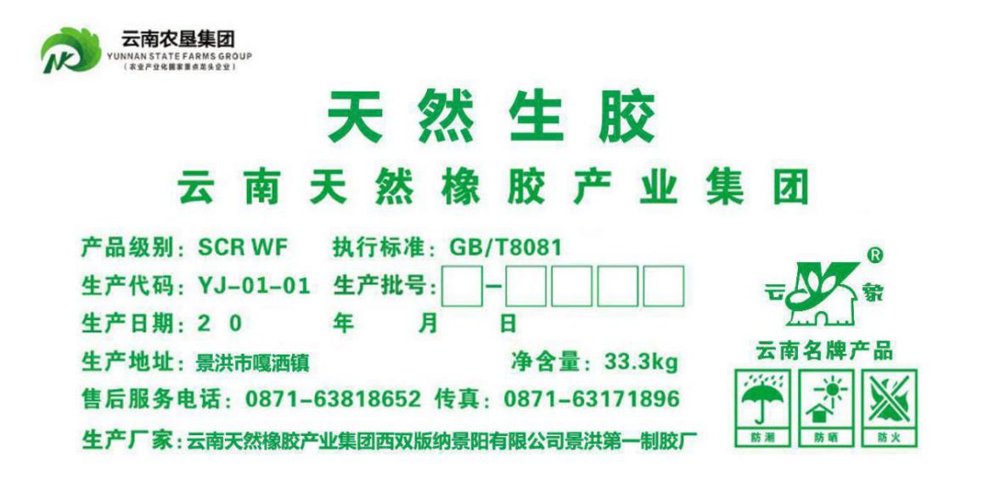 云南农垦集团
YUNNAN STATE FARMS GROUP
(农业产业化国家重点龙头企业)
天然生胶
云南天然橡胶产业集团
产品级别：SCR WF 执行标准：GB/T8081
生产代码：YJ-01-01 生产批号：
生产日期：20 年 月 日
生产地址：景洪市嘎洒镇 净含量：33.3kg
售后服务电话：0871-63818652 传真：0871-63171896
生产厂家：云南天然橡胶产业集团西双版纳景阳有限公司景洪第一制胶厂
云象®
云南名牌产品
防潮 防晒 防火